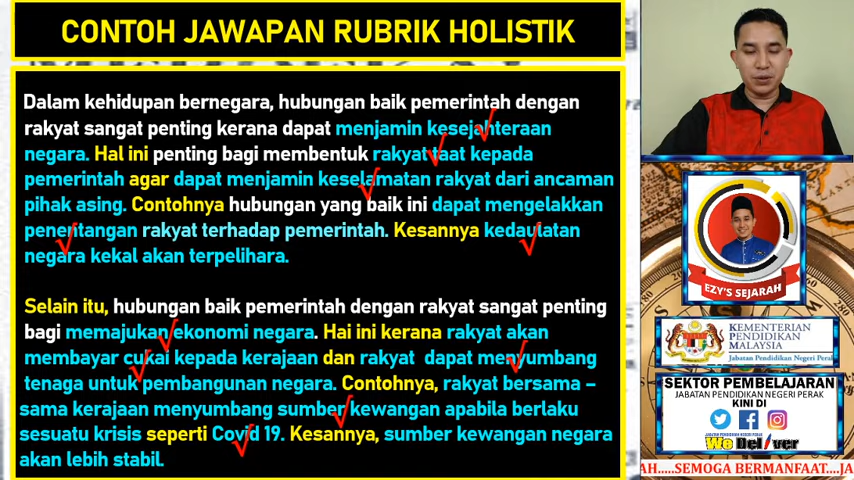 CONTOH JAWAPAN RUBRIK HOLISTIK
Dalam kehidupan bernegara, hubungan baik pemerintah dengan
rakyat sangat penting kerana dapat menjamin kesejahteraan
negara. Hal ini penting bagi membentuk rakyat taat kepada
pemerintah agar dapat menjamin keselamatan rakyat dari ancaman
pihak asing. Contohnya hubungan yang baik ini dapat mengelakkan
penentangan rakyat terhadap pemerintah. Kesannya kedaulatan
negara kekal akan terpelihara.
Selain itu, hubungan baik pemerintah dengan rakyat sangat penting
bagi memajukan ekonomi negara. Hai ini kerana rakyat akan
membayar cukai kepada kerajaan dan rakyat dapat menyumbang
tenaga untuk pembangunan negara. Contohnya, rakyat bersama –
sama kerajaan menyumbang sumber kewangan apabila berlaku
sesuatu krisis seperti Covid 19. Kesannya, sumber kewangan negara
akan lebih stabil.
EZY'S SEJARAH
KEMENTERIAN
PENDIDIKAN
MALAYSIA
Jabatan Pendidikan Negeri Perak
SEKTOR PEMBELAJARAN
JABATAN PENDIDIKAN NEGERI PERAK
KINI DI
We Deliver
AH....SEMOGA BERMANFAAT....JA